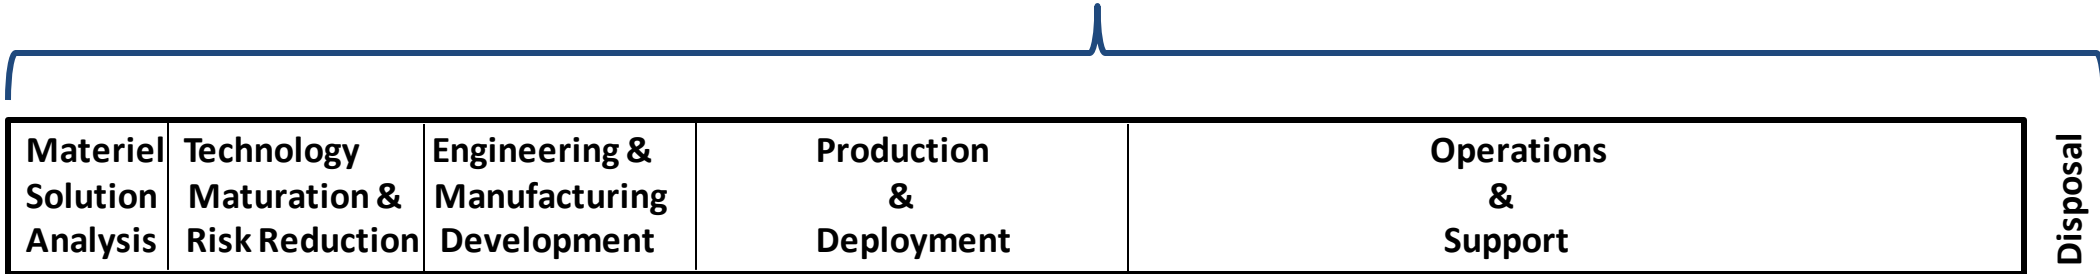 Materiel
Solution
Analysis
Technology
Maturation &
Risk Reduction
Engineering &
Manufacturing
Development
Production
&
Deployment
Operations
&
Support
Disposal